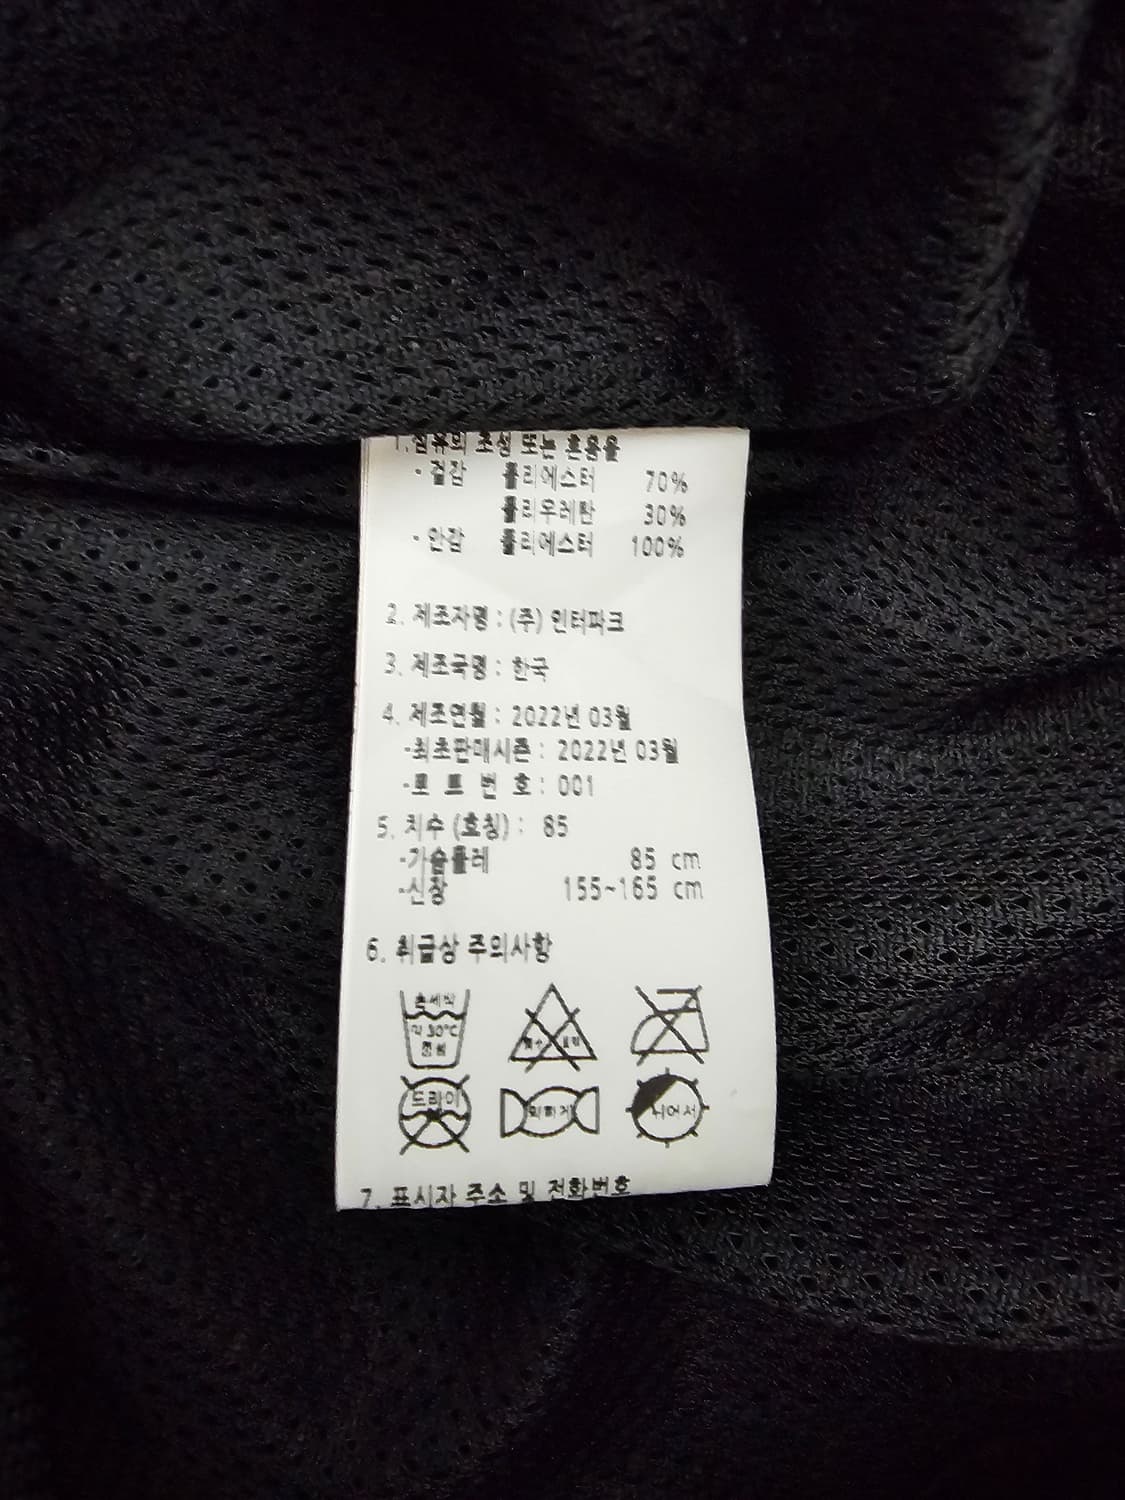 1.섬유의 조성 또는 혼용율
·겉감 폴리에스터 70%
폴리우레탄 30%
·안감 폴리에스터 100%
2. 제조자명 : (주) 인터파크
3. 제조국명 : 한국
4. 제조연월 : 2022년 03월
-최초판매시즌 : 2022년 03월
-로 트 번 호 : 001
5. 치수 (호칭) : 85
-가슴둘레 85 cm
-신장 155~165 cm
6. 취급상 주의사항
손세탁
약 30°C
중성
드라이
약하게
뉘어서
7. 표시자 주소 및 전화번호